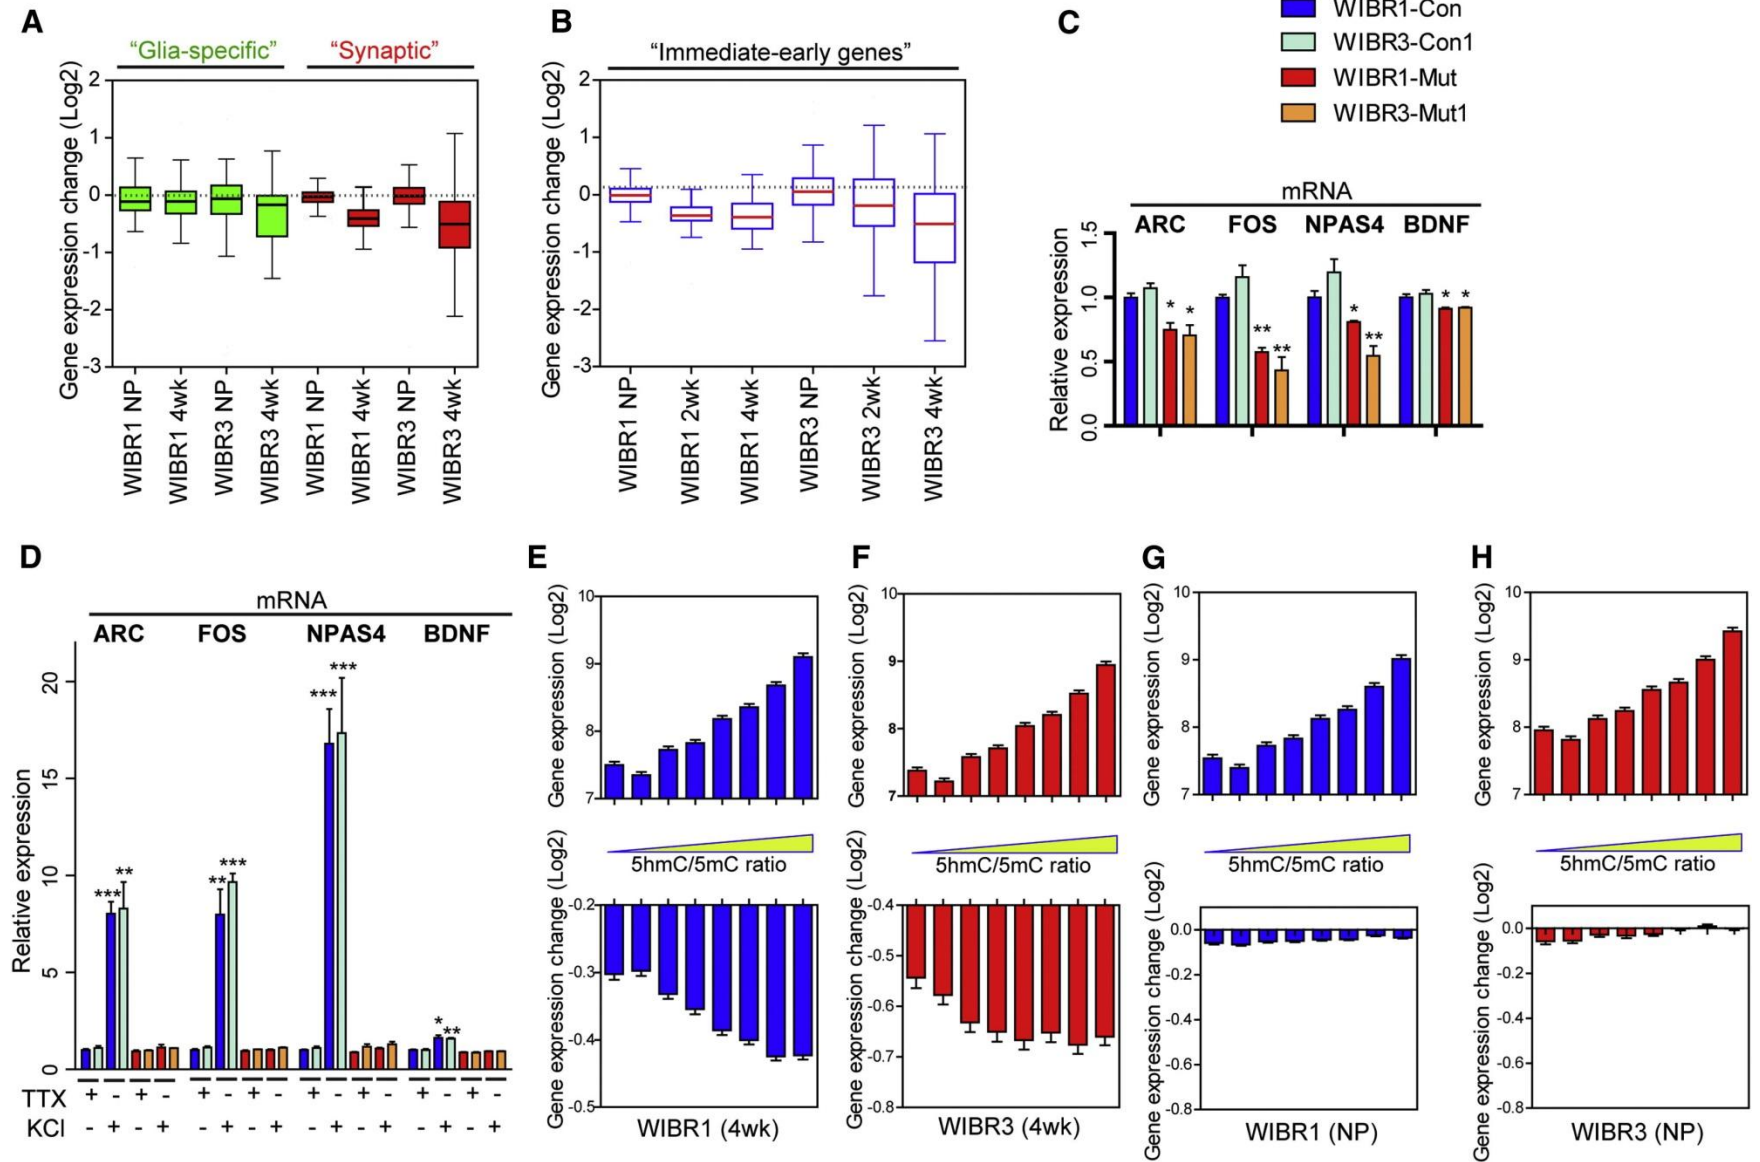 A
"Glia-specific" "Synaptic"
Gene expression change (Log2)
2
1
0
-1
-2
-3
WIBR1 NP
WIBR1 4wk
WIBR3 NP
WIBR3 4wk
WIBR1 NP
WIBR1 4wk
WIBR3 NP
WIBR3 4wk
B
"Immediate-early genes"
Gene expression change (Log2)
2
1
0
-1
-2
-3
WIBR1 NP
WIBR1 2wk
WIBR1 4wk
WIBR3 NP
WIBR3 2wk
WIBR3 4wk
C
WIBR1-Con
WIBR3-Con1
WIBR1-Mut
WIBR3-Mut1
mRNA
ARC FOS NPAS4 BDNF
Relative expression
1.5
1.0
0.5
0.0
* * ** ** * ** * *
D
mRNA
ARC FOS NPAS4 BDNF
Relative expression
20
15
10
5
0
*** ** ** *** *** *** * **
TTX + - + - + - + - + - + - + - + -
KCl - + - + - + - + - + - + - + - +
E
Gene expression (Log2)
10
9
8
7
5hmC/5mC ratio
Gene expression change (Log2)
-0.2
-0.3
-0.4
-0.5
WIBR1 (4wk)
F
Gene expression (Log2)
10
9
8
7
5hmC/5mC ratio
Gene expression change (Log2)
-0.4
-0.5
-0.6
-0.7
-0.8
WIBR3 (4wk)
G
Gene expression (Log2)
10
9
8
7
5hmC/5mC ratio
Gene expression change (Log2)
0.0
-0.2
-0.4
-0.6
-0.8
WIBR1 (NP)
H
Gene expression (Log2)
10
9
8
7
5hmC/5mC ratio
Gene expression change (Log2)
0.0
-0.2
-0.4
-0.6
-0.8
WIBR3 (NP)